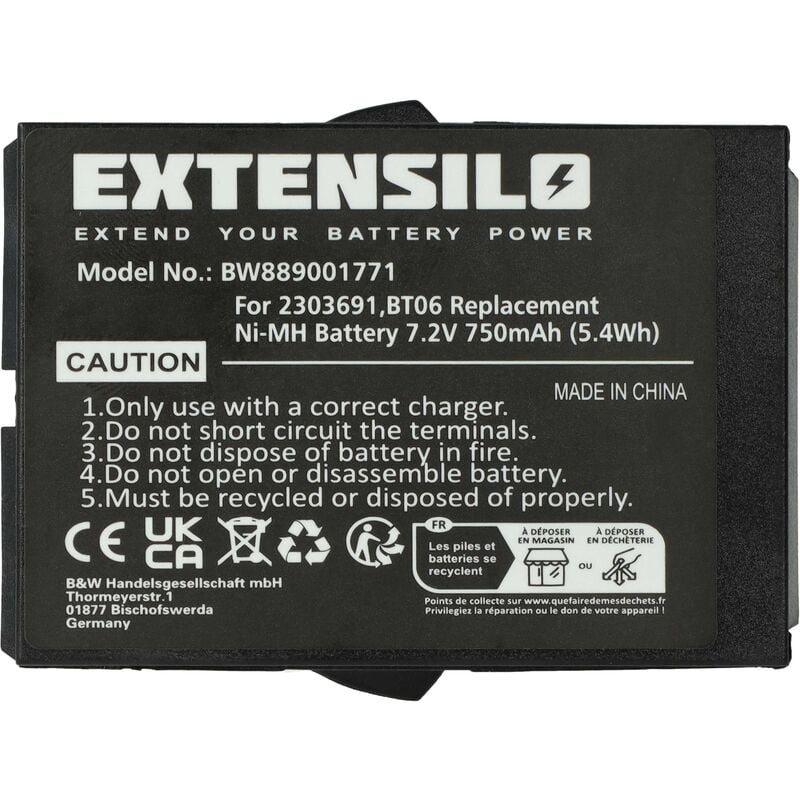 EXTENSILO
EXTEND YOUR BATTERY POWER
Model No.: BW889001771
For 2303691,BT06 Replacement
Ni-MH Battery 7.2V 750mAh (5.4Wh)
CAUTION
MADE IN CHINA
1.Only use with a correct charger.
2.Do not short circuit the terminals.
3.Do not dispose of battery in fire.
4.Do not open or disassemble battery.
5.Must be recycled or disposed of properly.
CE UK
CA
B&W Handelsgesellschaft mbH
Thormeyerstr.1
01877 Bischofswerda
Germany
FR
Les piles et
batteries se
recyclent
À DÉPOSER
EN MAGASIN
OU
À DÉPOSER
EN DÉCHÈTERIE
Points de collecte sur www.quefairedemesdechets.fr
Privilegiez la réparation ou le don de votre appareil !